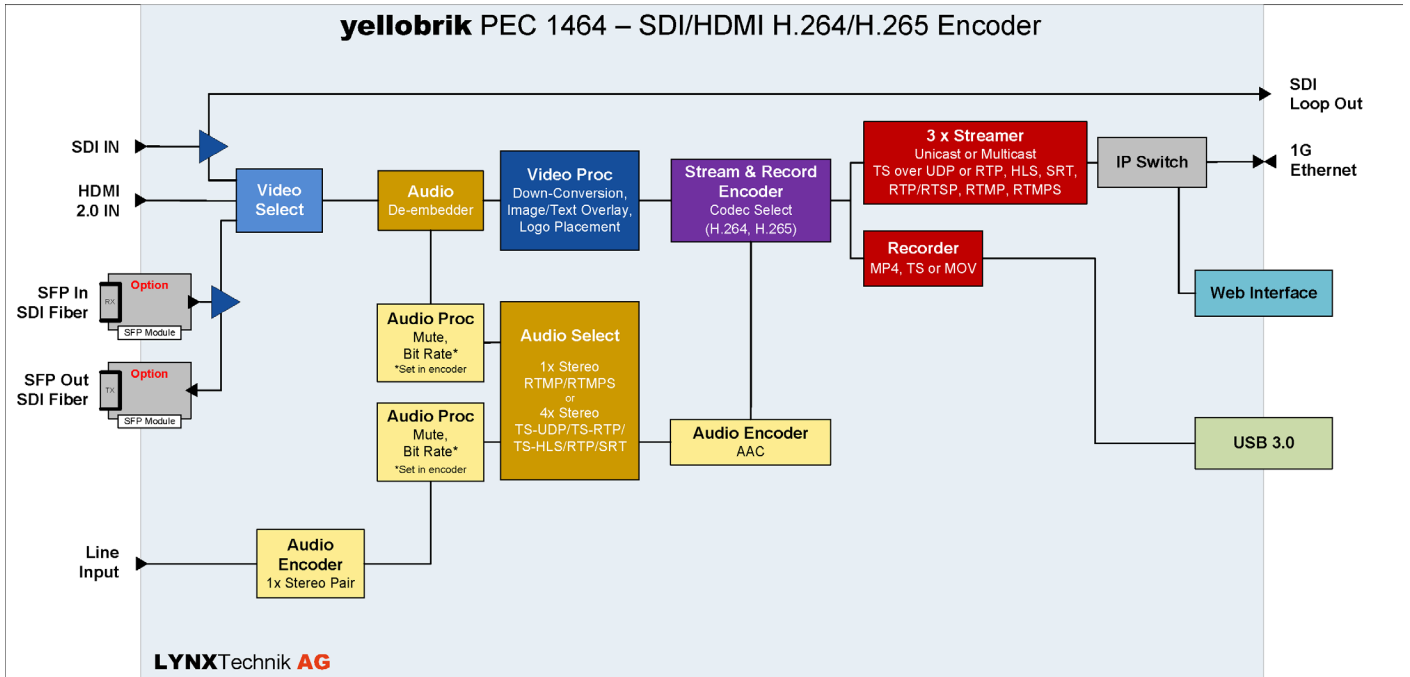 yellobrik PEC 1464 – SDI/HDMI H.264/H.265 Encoder
SDI
Loop Out
SDI IN
HDMI
2.0 IN
Video
Select
Audio
De-embedder
Video Proc
Down-Conversion,
Image/Text Overlay,
Logo Placement
Stream & Record
Encoder
Codec Select
(H.264, H.265)
3 x Streamer
Unicast or Multicast
TS over UDP or RTP, HLS, SRT,
RTP/RTSP, RTMP, RTMPS
IP Switch
1G
Ethernet
Recorder
MP4, TS or MOV
Web Interface
SFP In
SDI Fiber
Option
RX
SFP Module
SFP Out
SDI Fiber
Option
TX
SFP Module
Audio Proc
Mute,
Bit Rate*
*Set in encoder
Audio Proc
Mute,
Bit Rate*
*Set in encoder
Audio Select
1x Stereo
RTMP/RTMPS
or
4x Stereo
TS-UDP/TS-RTP/
TS-HLS/RTP/SRT
Audio Encoder
AAC
USB 3.0
Line
Input
Audio
Encoder
1x Stereo Pair
LYNXTechnik AG